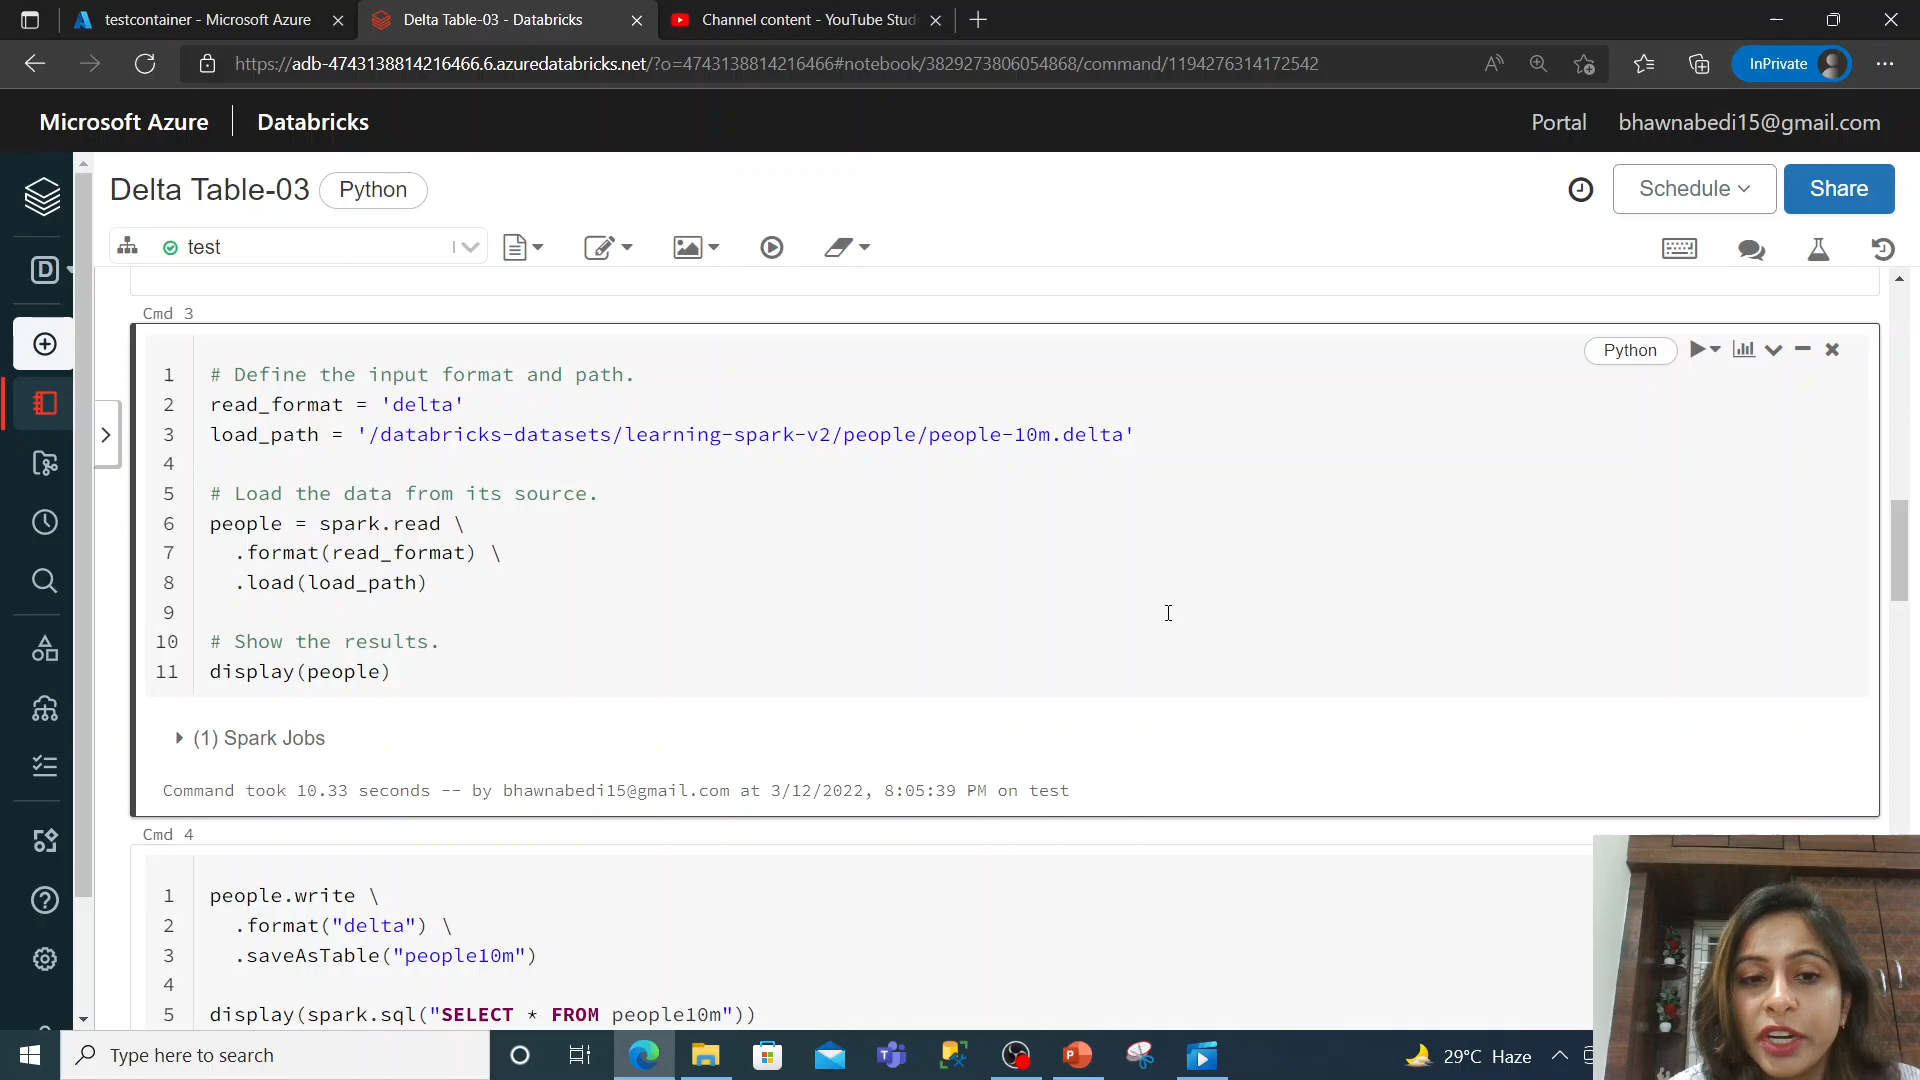 testcontainer - Microsoft Azure
Delta Table-03 - Databricks
Channel content - YouTube Stud
https://adb-4743138814216466.6.azuredatabricks.net/?o=4743138814216466#notebook/3829273806054868/command/1194276314172542
InPrivate
Microsoft Azure
Databricks
Portal
bhawnabedi15@gmail.com
Delta Table-03
Python
Schedule
Share
test
Cmd 3
Python
1 # Define the input format and path.
2 read_format = 'delta'
3 load_path = '/databricks-datasets/learning-spark-v2/people/people-10m.delta'
4
5 # Load the data from its source.
6 people = spark.read \
7 .format(read_format) \
8 .load(load_path)
9
10 # Show the results.
11 display(people)
(1) Spark Jobs
Command took 10.33 seconds -- by bhawnabedi15@gmail.com at 3/12/2022, 8:05:39 PM on test
Cmd 4
1 people.write \
2 .format("delta") \
3 .saveAsTable("people10m")
4
5 display(spark.sql("SELECT * FROM people10m"))
Type here to search
29°C Haze